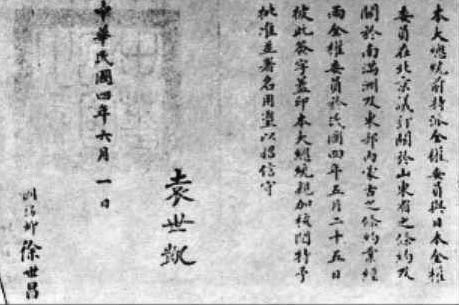 本大總統前特派全權委員與日本全權
委員在北京議訂關於山東省之條約及
關於南滿洲及東部內蒙古之條約業經
兩全權委員於民國四年五月二十五日
彼此簽字蓋印本大總統親加核閱特予
批准並署名用璽以昭信守
袁世凱
中華民國四年六月一日
國務卿徐世昌